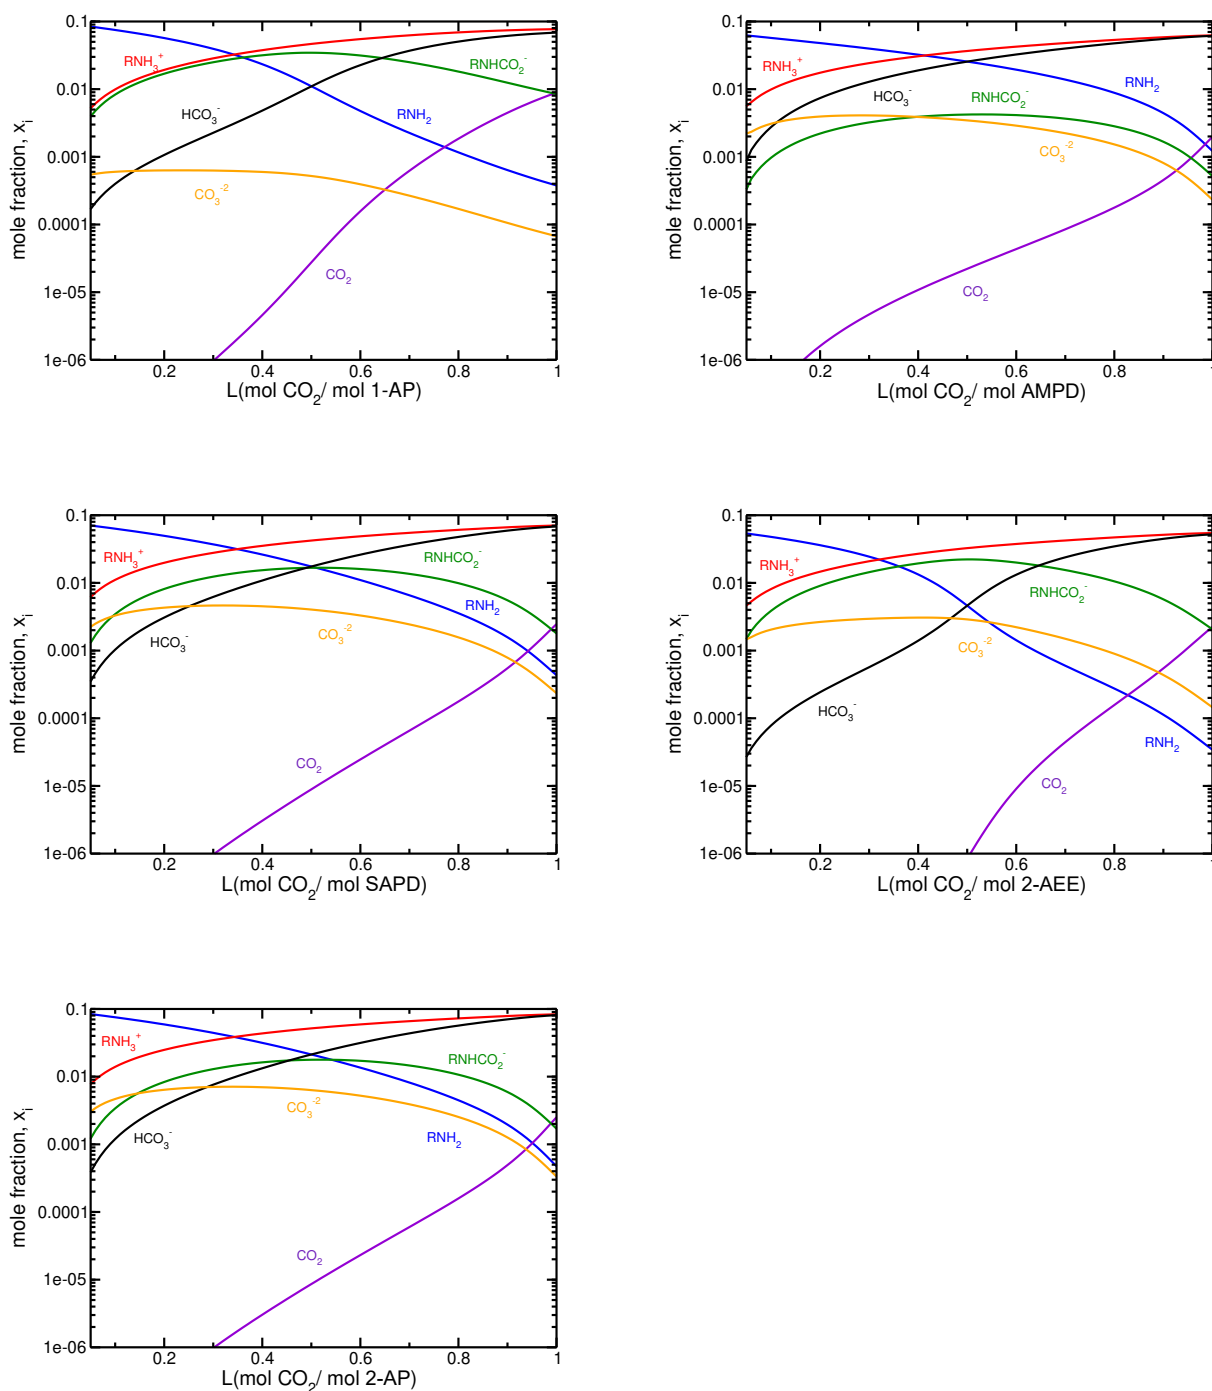 mole fraction, x_i
0.1
0.01
0.001
0.0001
1e-05
1e-06
RNH3+
RNHCO2-
HCO3-
RNH2
CO3-2
CO2
0.2 0.4 0.6 0.8 1
L(mol CO2/ mol 1-AP)
mole fraction, x_i
0.1
0.01
0.001
0.0001
1e-05
1e-06
RNH3+
HCO3-
RNHCO2-
RNH2
CO3-2
CO2
0.2 0.4 0.6 0.8 1
L(mol CO2/ mol AMPD)
mole fraction, x_i
0.1
0.01
0.001
0.0001
1e-05
1e-06
RNH3+
RNHCO2-
RNH2
HCO3-
CO3-2
CO2
0.2 0.4 0.6 0.8 1
L(mol CO2/ mol SAPD)
mole fraction, x_i
0.1
0.01
0.001
0.0001
1e-05
1e-06
RNH3+
RNHCO2-
CO3-2
HCO3-
RNH2
CO2
0.2 0.4 0.6 0.8 1
L(mol CO2/ mol 2-AEE)
mole fraction, x_i
0.1
0.01
0.001
0.0001
1e-05
1e-06
RNH3+
RNHCO2-
CO3-2
HCO3-
RNH2
CO2
0.2 0.4 0.6 0.8 1
L(mol CO2/ mol 2-AP)